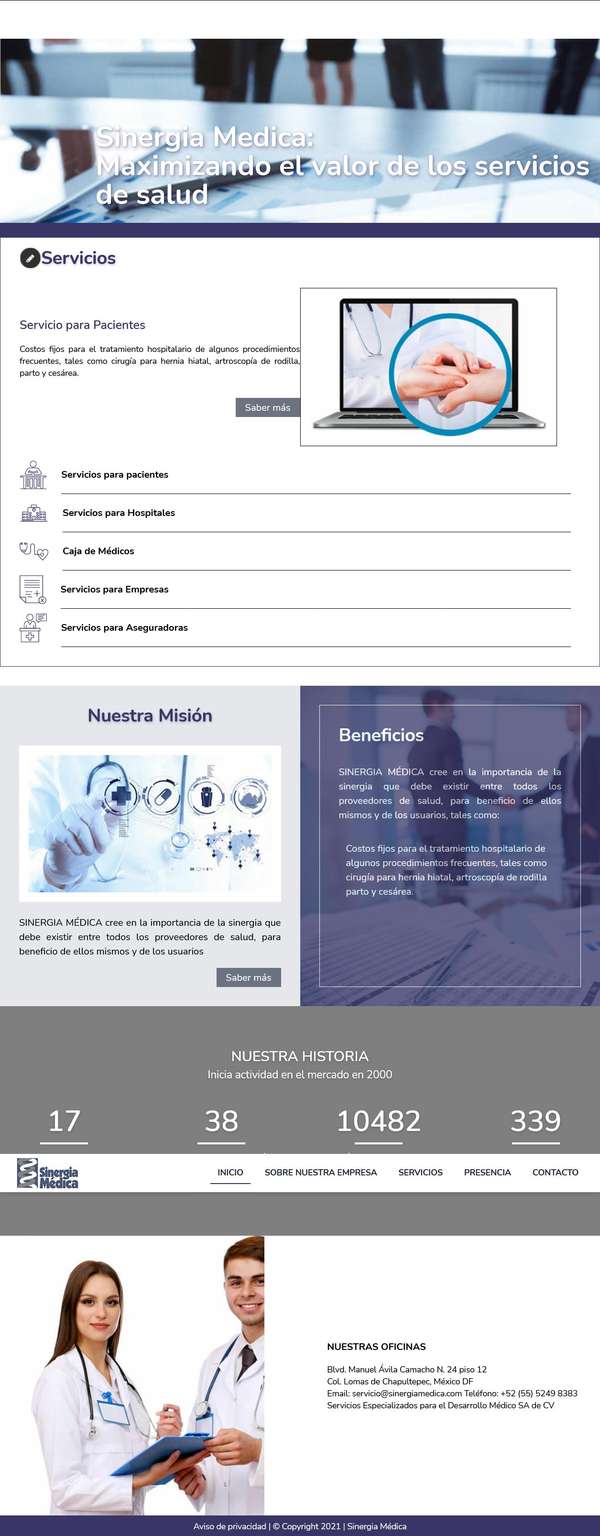 Sinergia Medica:
Maximizando el valor de los servicios
de salud
Servicios
Servicio para Pacientes
Costos fijos para el tratamiento hospitalario de algunos procedimientos
frecuentes, tales como cirugía para hernia hiatal, artroscopía de rodilla,
parto y cesárea.
Saber más
Servicios para pacientes
Servicios para Hospitales
Caja de Médicos
Servicios para Empresas
Servicios para Aseguradoras
Nuestra Misión
SINERGIA MÉDICA cree en la importancia de la sinergia que
debe existir entre todos los proveedores de salud, para
beneficio de ellos mismos y de los usuarios
Saber más
Beneficios
SINERGIA MÉDICA cree en la importancia de la
sinergia que debe existir entre todos los
proveedores de salud, para beneficio de ellos
mismos y de los usuarios, tales como:
Costos fijos para el tratamiento hospitalario de
algunos procedimientos frecuentes, tales como
cirugía para hernia hiatal, artroscopía de rodilla
parto y cesárea.
NUESTRA HISTORIA
Inicia actividad en el mercado en 2000
17 38 10482 339
Sinergia
Médica
INICIO SOBRE NUESTRA EMPRESA SERVICIOS PRESENCIA CONTACTO
NUESTRAS OFICINAS
Blvd. Manuel Ávila Camacho N. 24 piso 12
Col. Lomas de Chapultepec, México DF
Email: servicio@sinergiamedica.com Teléfono: +52 (55) 5249 8383
Servicios Especializados para el Desarrollo Médico SA de CV
Aviso de privacidad | © Copyright 2021 | Sinergia Médica